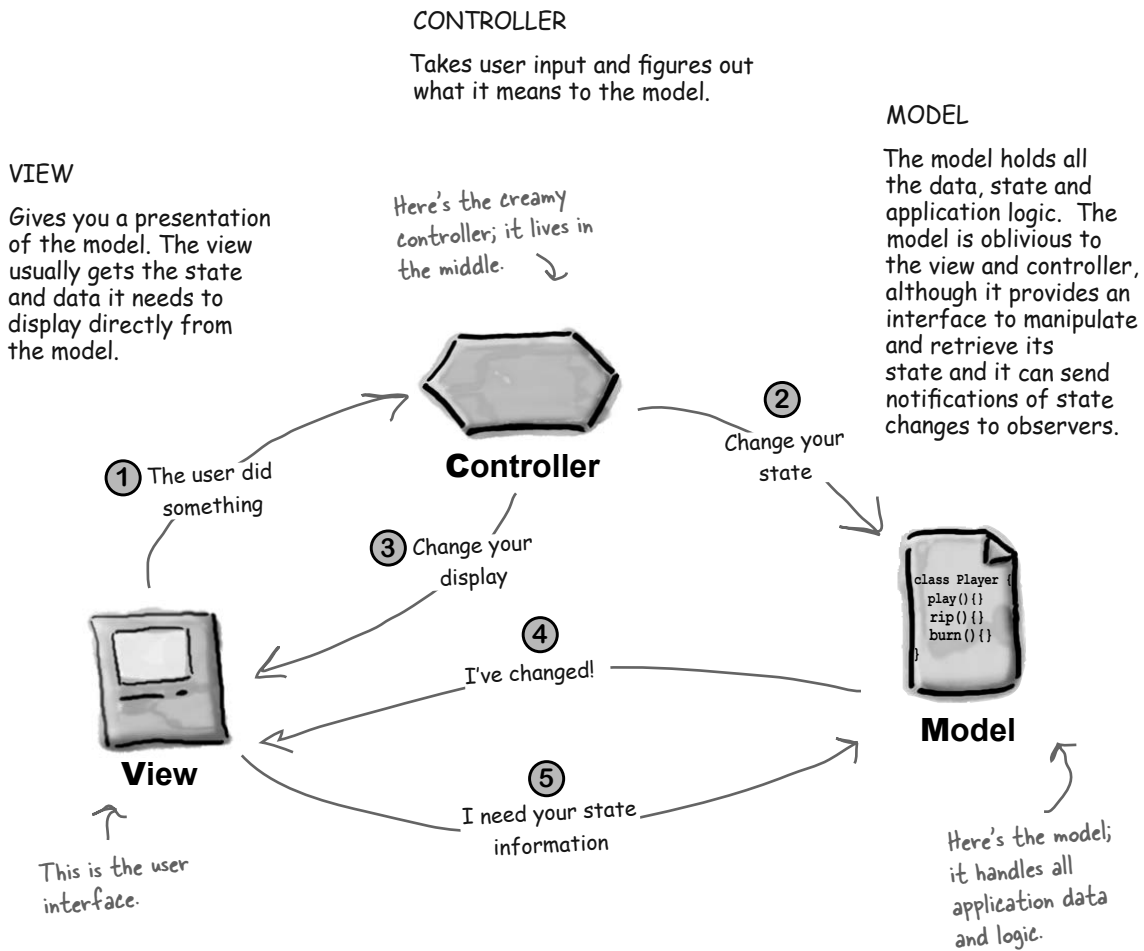 CONTROLLER
Takes user input and figures out
what it means to the model.
MODEL
The model holds all
the data, state and
application logic. The
model is oblivious to
the view and controller,
although it provides an
interface to manipulate
and retrieve its
state and it can send
notifications of state
changes to observers.
VIEW
Gives you a presentation
of the model. The view
usually gets the state
and data it needs to
display directly from
the model.
Here's the creamy
controller; it lives in
the middle.
Controller
1 The user did
something
2
Change your
state
3 Change your
display
class Player {
play(){}
rip(){}
burn(){}
}
4
I've changed!
Model
View
5
I need your state
information
This is the user
interface.
Here's the model;
it handles all
application data
and logic.